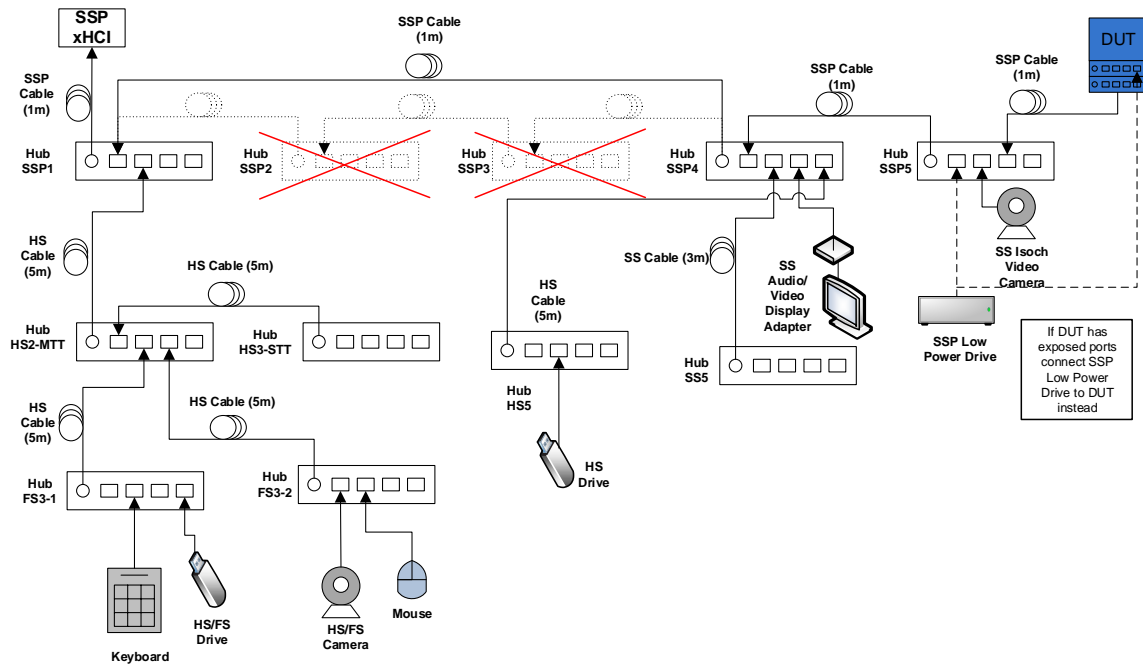 SSP
xHCI
SSP
Cable
(1m)
SSP Cable
(1m)
SSP Cable
(1m)
SSP Cable
(1m)
DUT
Hub
SSP1
Hub
SSP2
Hub
SSP3
Hub
SSP4
Hub
SSP5
HS
Cable
(5m)
HS Cable (5m)
SS Cable (3m)
SS
Audio/
Video
Display
Adapter
SS Isoch
Video
Camera
HS
Cable
(5m)
Hub
HS2-MTT
Hub
HS3-STT
SSP Low
Power Drive
If DUT has
exposed ports
connect SSP
Low Power
Drive to DUT
instead
Hub
HS5
Hub
SS5
HS
Cable
(5m)
HS Cable (5m)
Hub
FS3-1
Hub
FS3-2
HS
Drive
Keyboard
HS/FS
Drive
HS/FS
Camera
Mouse